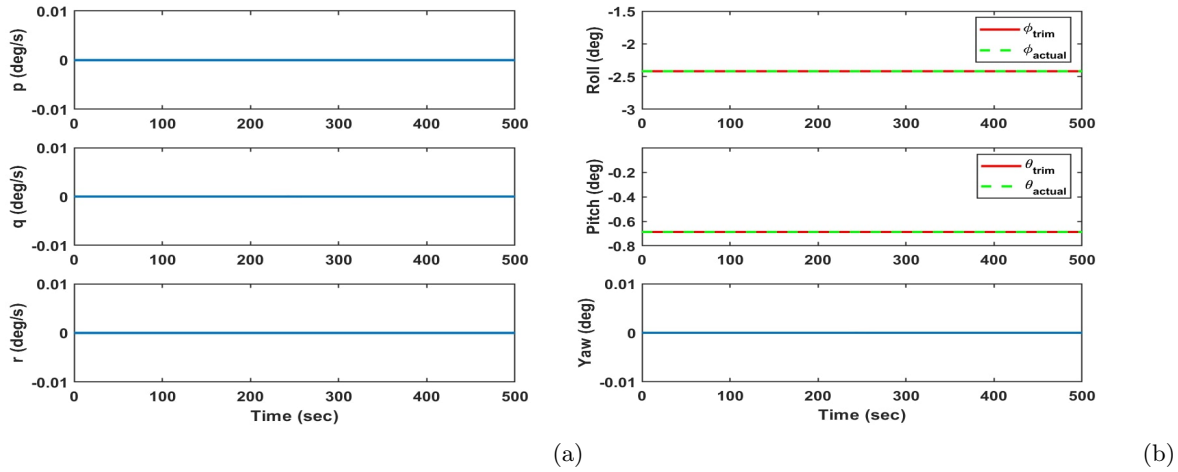 0.01
0
-0.01
p (deg/s)
0 100 200 300 400 500
0.01
0
-0.01
q (deg/s)
0 100 200 300 400 500
0.01
0
-0.01
r (deg/s)
0 100 200 300 400 500
Time (sec)
(a)
-1.5
-2
-2.5
-3
Roll (deg)
ϕtrim
ϕactual
0 100 200 300 400 500
-0.2
-0.4
-0.6
-0.8
Pitch (deg)
θtrim
θactual
0 100 200 300 400 500
0.01
0
-0.01
Yaw (deg)
0 100 200 300 400 500
Time (sec)
(b)